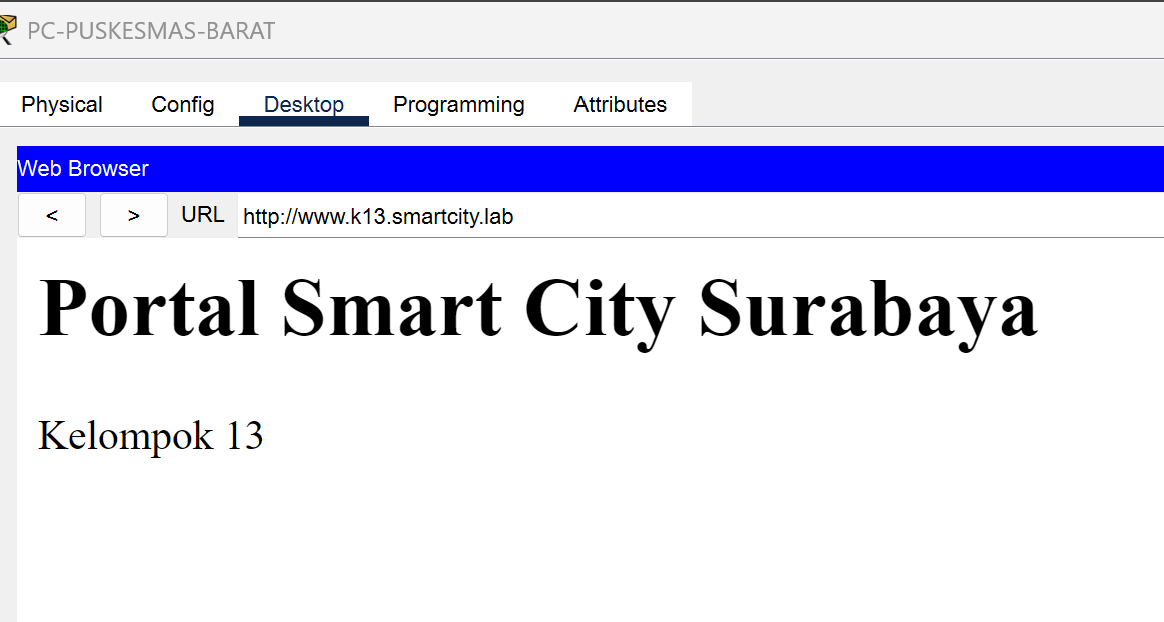 PC-PUSKESMAS-BARAT
Physical Config Desktop Programming Attributes
Web Browser
< > URL http://www.k13.smartcity.lab
Portal Smart City Surabaya
Kelompok 13